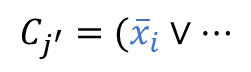 C_{j′} = (x̄_i ∨ ⋯